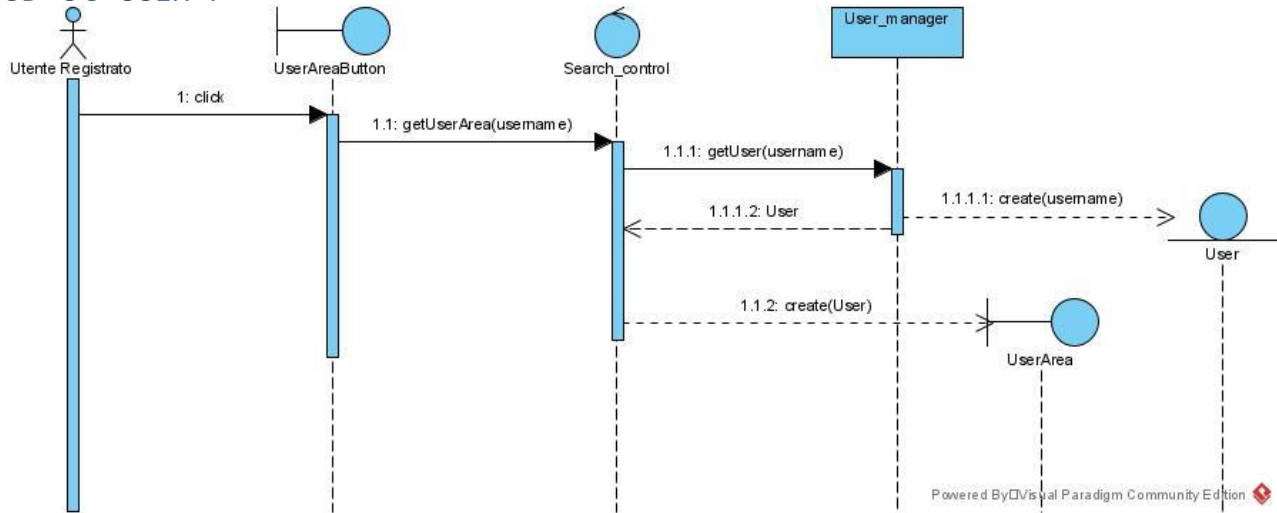 User_manager
Utente Registrato
UserAreaButton
Search_control
1: click
1.1: getUserArea(username)
1.1.1: getUser(username)
1.1.1.1: create(username)
1.1.1.2: User
User
1.1.2: create(User)
UserArea
Powered By Visual Paradigm Community Edition